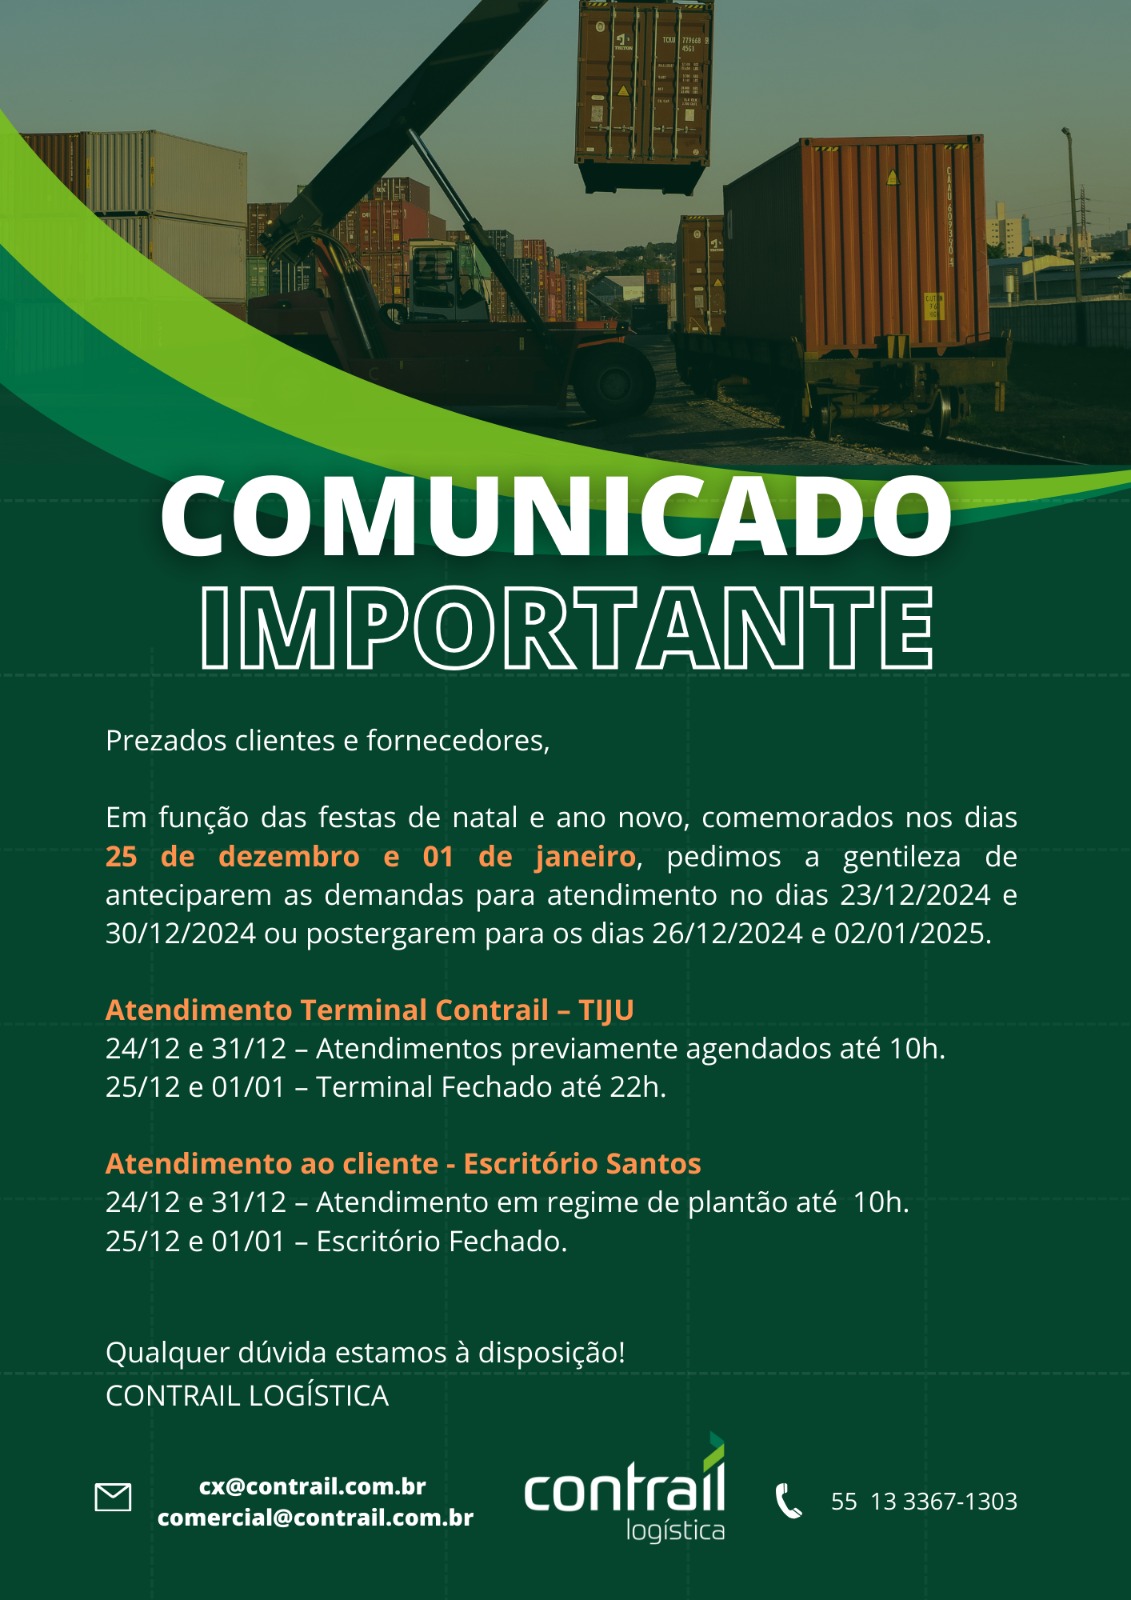 COMUNICADO
IMPORTANTE
Prezados clientes e fornecedores,
Em função das festas de natal e ano novo, comemorados nos dias
25 de dezembro e 01 de janeiro, pedimos a gentileza de
anteciparem as demandas para atendimento no dias 23/12/2024 e
30/12/2024 ou postergarem para os dias 26/12/2024 e 02/01/2025.
Atendimento Terminal Contrail – TIJU
24/12 e 31/12 – Atendimentos previamente agendados até 10h.
25/12 e 01/01 – Terminal Fechado até 22h.
Atendimento ao cliente - Escritório Santos
24/12 e 31/12 – Atendimento em regime de plantão até  10h.
25/12 e 01/01 – Escritório Fechado.
Qualquer dúvida estamos à disposição!
CONTRAIL LOGÍSTICA
cx@contrail.com.br
comercial@contrail.com.br
contrail
logística
55  13 3367-1303